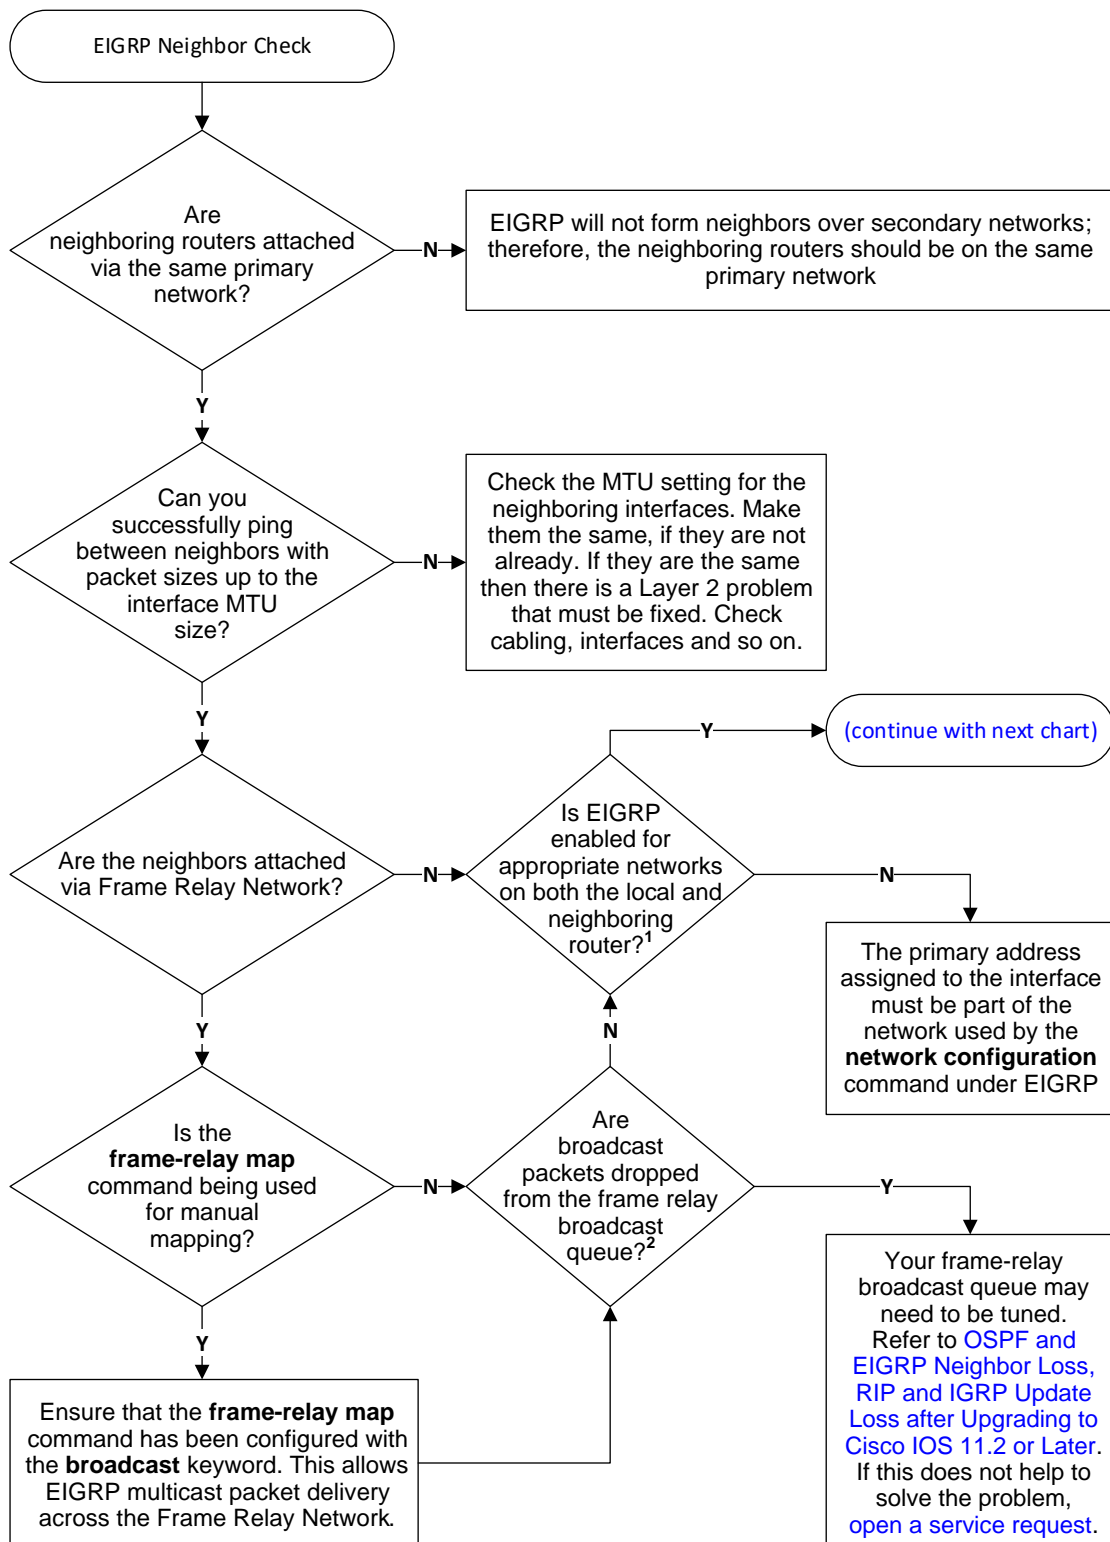 EIGRP Neighbor Check
Are
neighboring routers attached
via the same primary
network?
N
EIGRP will not form neighbors over secondary networks;
therefore, the neighboring routers should be on the same
primary network
Y
Can you
successfully ping
between neighbors with
packet sizes up to the
interface MTU
size?
N
Check the MTU setting for the
neighboring interfaces. Make
them the same, if they are not
already. If they are the same
then there is a Layer 2 problem
that must be fixed. Check
cabling, interfaces and so on.
Y
Y
(continue with next chart)
Are the neighbors attached
via Frame Relay Network?
N
Is EIGRP
enabled for
appropriate networks
on both the local and
neighboring
router?1
N
The primary address
assigned to the interface
must be part of the
network used by the
network configuration
command under EIGRP
Y
N
Is the
frame-relay map
command being used
for manual
mapping?
N
Are
broadcast
packets dropped
from the frame relay
broadcast
queue?2
Y
Your frame-relay
broadcast queue may
need to be tuned.
Refer to OSPF and
EIGRP Neighbor Loss,
RIP and IGRP Update
Loss after Upgrading to
Cisco IOS 11.2 or Later.
If this does not help to
solve the problem,
open a service request.
Y
Ensure that the frame-relay map
command has been configured with
the broadcast keyword. This allows
EIGRP multicast packet delivery
across the Frame Relay Network.